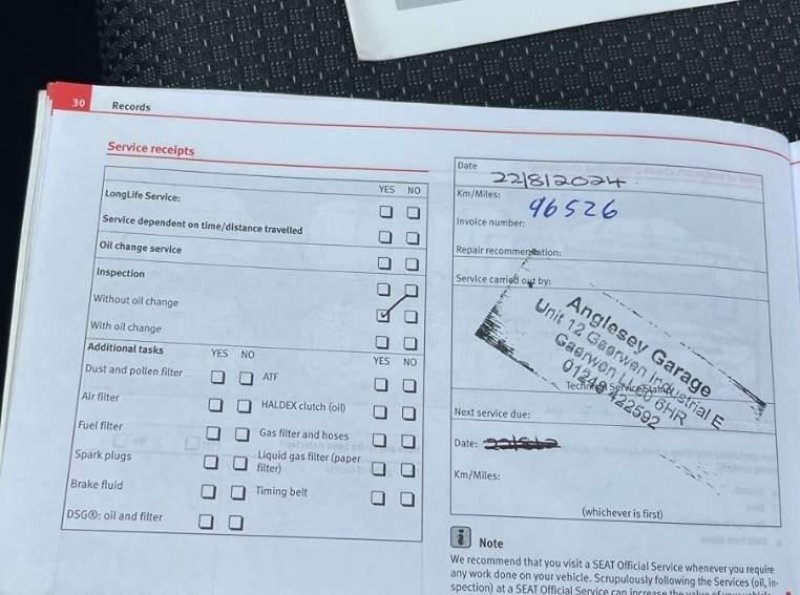 30
Records
Service receipts
YES NO
LongLife Service:
Service dependent on time/distance travelled
Oil change service
Inspection
Without oil change
With oil change
Additional tasks YES NO YES NO
Dust and pollen filter ATF
Air filter HALDEX clutch (oil)
Fuel filter Gas filter and hoses
Spark plugs Liquid gas filter (paper
filter)
Brake fluid Timing belt
DSG®: oil and filter
Date
22/8/2024
Km/Miles:
96526
Invoice number:
Repair recommendation:
Service carried out by:
Anglesey Garage
Unit 12 Gaerwen Industrial E
Gaerwen LL60 6HR
01248 422592
Technical Service Stamp
Next service due:
Date:
Km/Miles:
(whichever is first)
i Note
We recommend that you visit a SEAT Official Service whenever you require
any work done on your vehicle. Scrupulously following the Services (oil, in-
spection) at a SEAT Official Service can increase the value of your vehicle